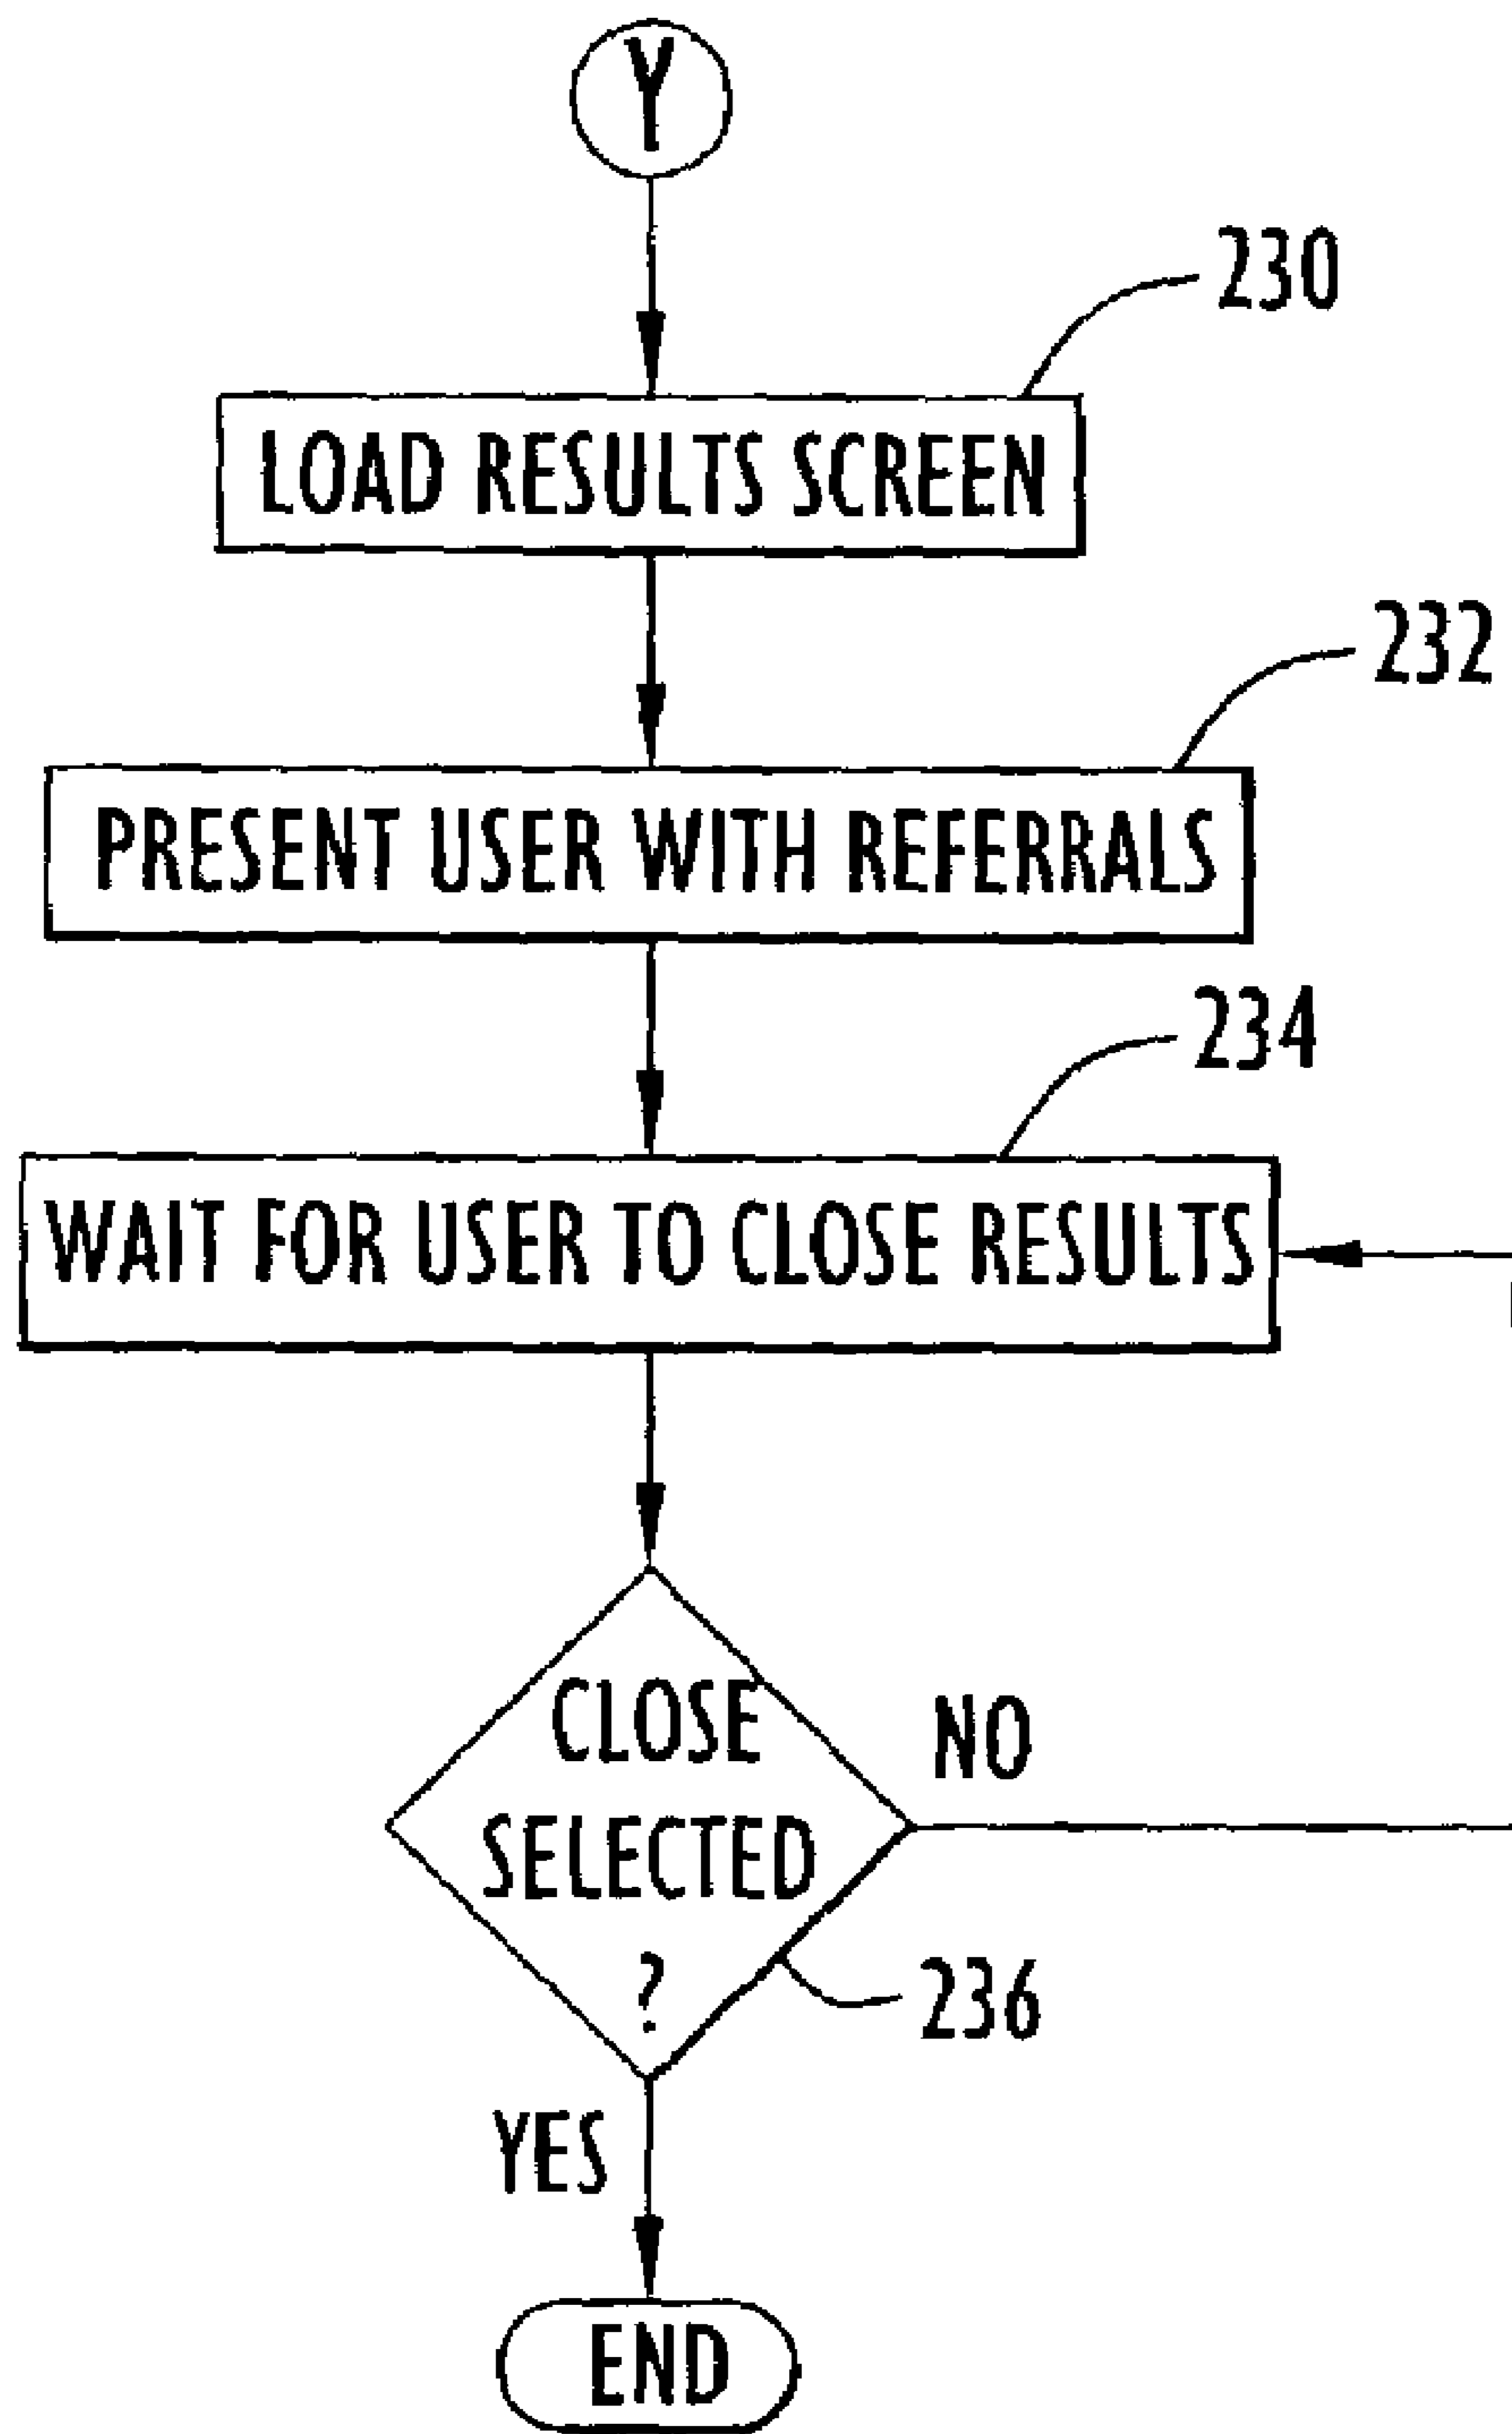 Y
230
LOAD RESULTS SCREEN
232
PRESENT USER WITH REFERRALS
234
WAIT FOR USER TO CLOSE RESULTS
CLOSE
SELECTED
?
NO
236
YES
END